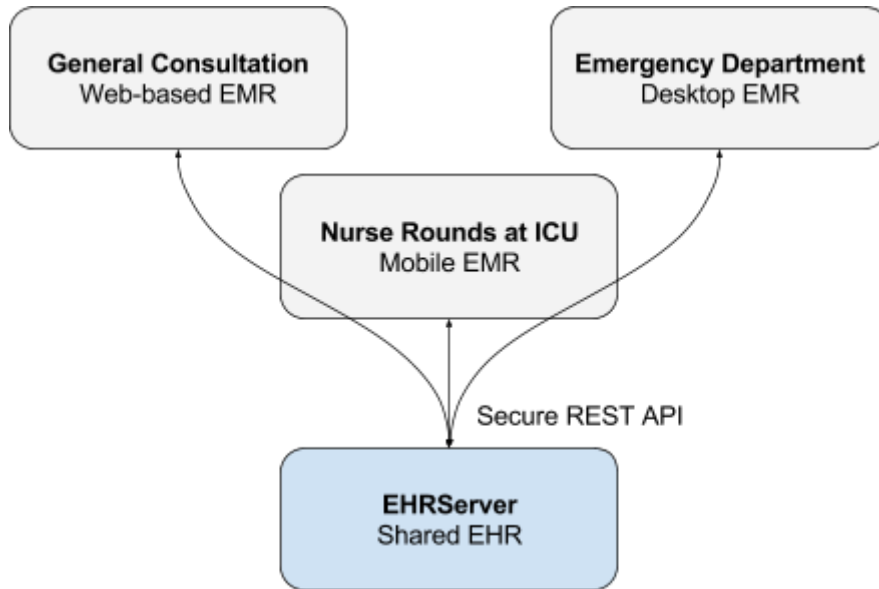 General Consultation
Web-based EMR
Emergency Department
Desktop EMR
Nurse Rounds at ICU
Mobile EMR
Secure REST API
EHRServer
Shared EHR